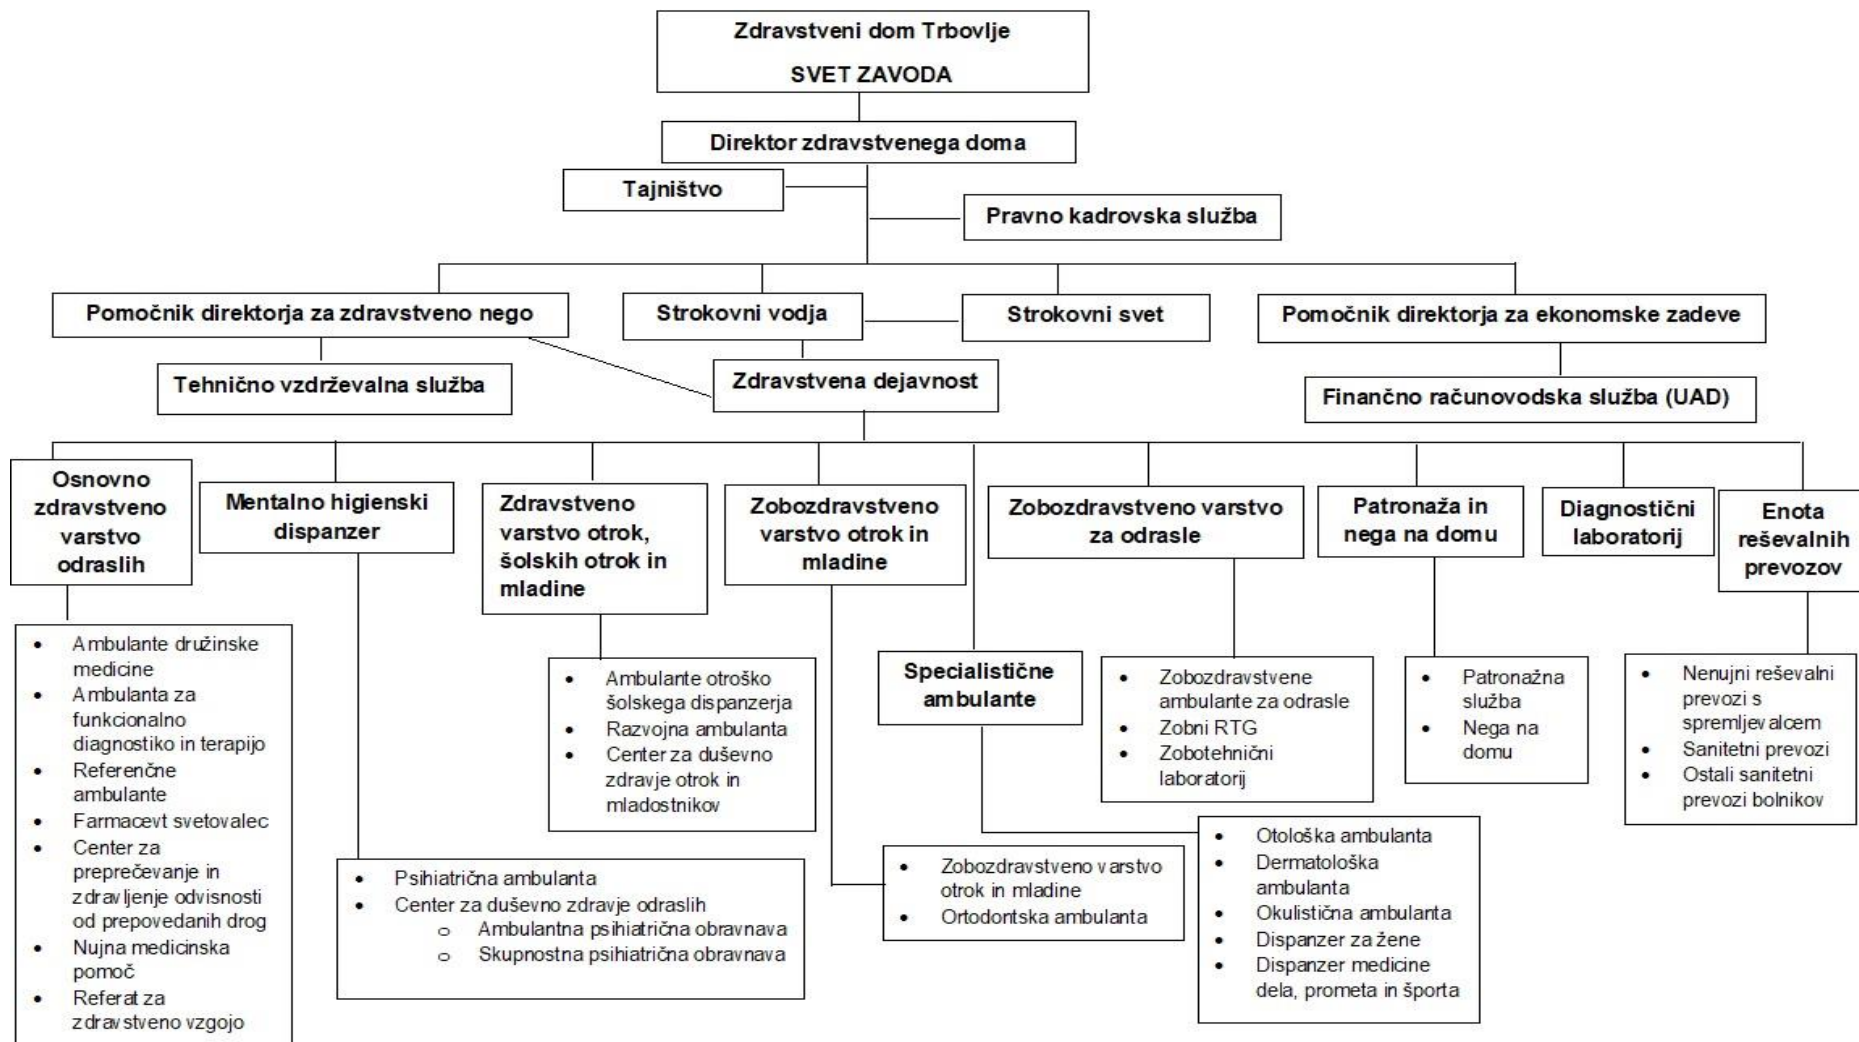 Zdravstveni dom Trbovlje
SVET ZAVODA
Direktor zdravstvenega doma
Tajništvo
Pravno kadrovska služba
Pomočnik direktorja za zdravstveno nego
Strokovni vodja
Strokovni svet
Pomočnik direktorja za ekonomske zadeve
Tehnično vzdrževalna služba
Zdravstvena dejavnost
Finančno računovodska služba (UAD)
Osnovno
zdravstveno
varstvo
odraslih
Mentalno higienski
dispanzer
Zdravstveno
varstvo otrok,
šolskih otrok in
mladine
Zobozdravstveno
varstvo otrok in
mladine
Specialistične
ambulante
Zobozdravstveno varstvo
za odrasle
Patronaža in
nega na domu
Diagnostični
laboratorij
Enota
reševalnih
prevozov
• Ambulante družinske
medicine
• Ambulanta za
funkcionalno
diagnostiko in terapijo
• Referenčne
ambulante
• Farmacevt svetovalec
• Center za
preprečevanje in
zdravljenje odvisnosti
od prepovedanih drog
• Nujna medicinska
pomoč
• Referat za
zdravstveno vzgojo
• Psihiatrična ambulanta
• Center za duševno zdravje odraslih
o Ambulantna psihiatrična obravnava
o Skupnostna psihiatrična obravnava
• Ambulante otroško
šolskega dispanzerja
• Razvojna ambulanta
• Center za duševno
zdravje otrok in
mladostnikov
• Zobozdravstveno varstvo
otrok in mladine
• Ortodontska ambulanta
• Otološka ambulanta
• Dermatološka
ambulanta
• Okulistična ambulanta
• Dispanzer za žene
• Dispanzer medicine
dela, prometa in športa
• Zobozdravstvene
ambulante za odrasle
• Zobni RTG
• Zobotehnični
laboratorij
• Patronažna
služba
• Nega na
domu
• Nenujni reševalni
prevozi s
spremljevalcem
• Sanitetni prevozi
• Ostali sanitetni
prevozi bolnikov